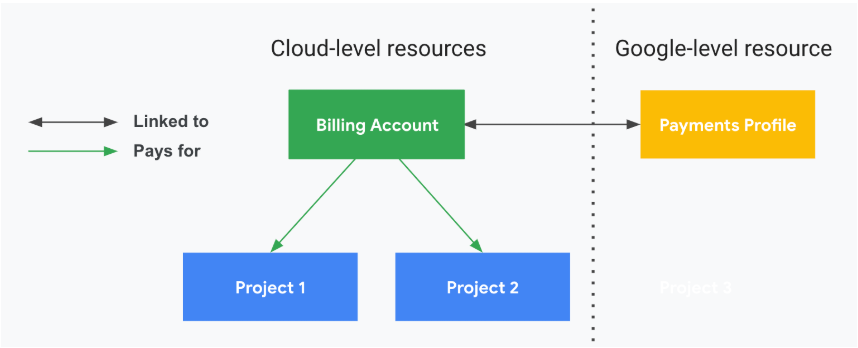 Cloud-level resources
Google-level resource
Linked to
Pays for
Billing Account
Payments Profile
Project 1
Project 2
Project 3